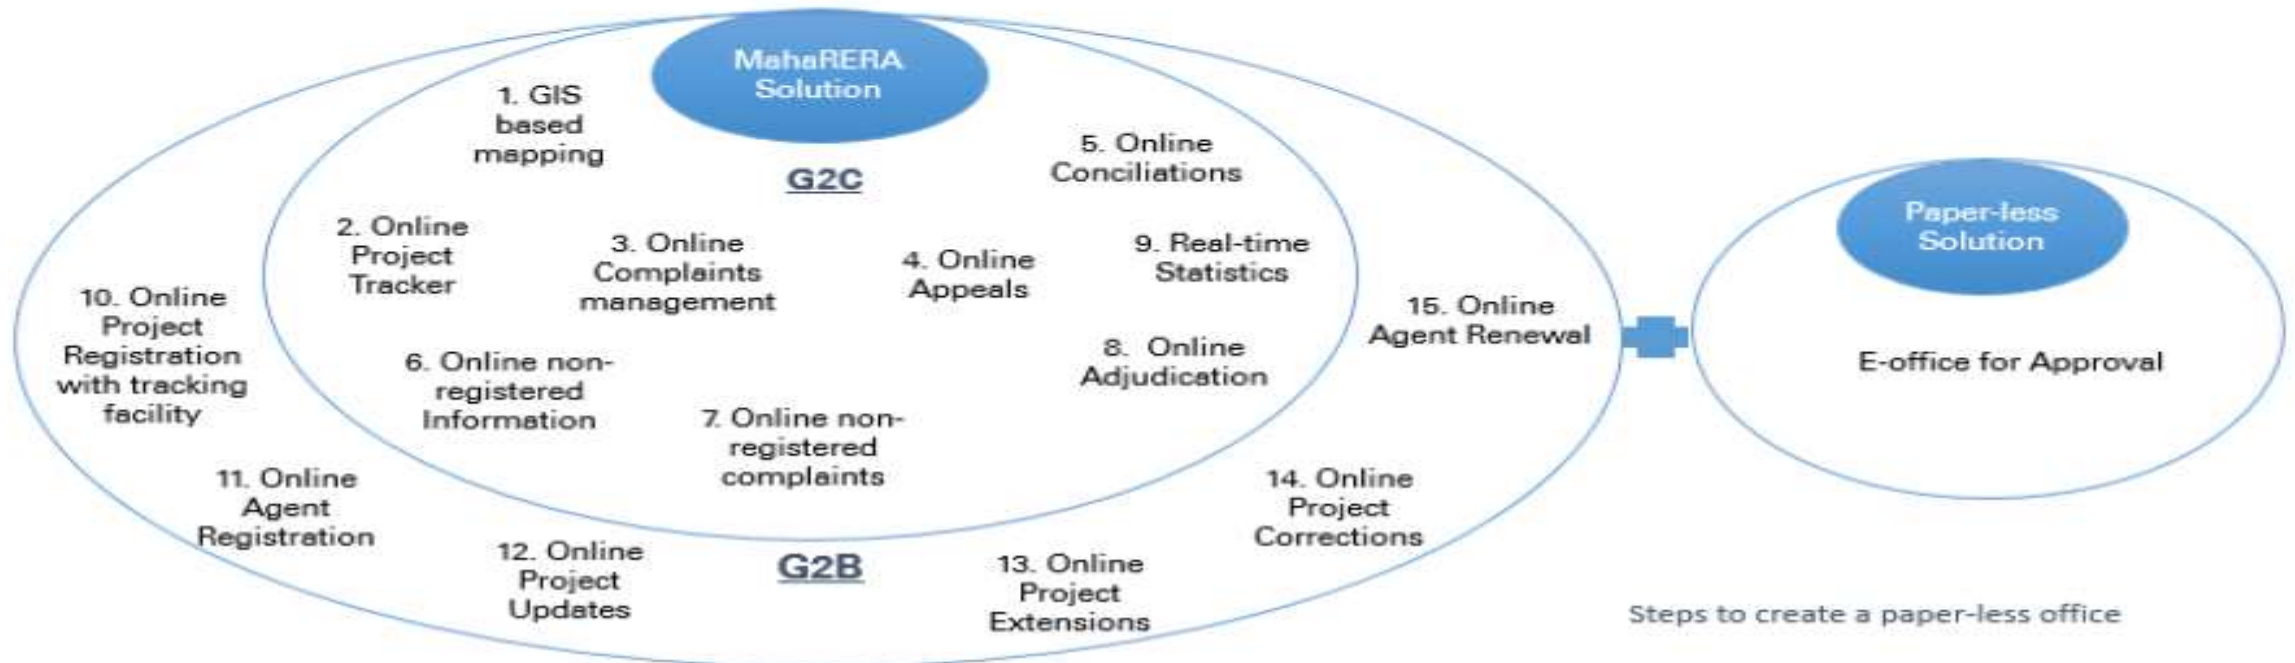 MahaRERA
Solution
G2C
1. GIS
based
mapping
2. Online
Project
Tracker
3. Online
Complaints
management
4. Online
Appeals
5. Online
Conciliations
6. Online non-
registered
Information
7. Online non-
registered
complaints
8. Online
Adjudication
9. Real-time
Statistics
10. Online
Project
Registration
with tracking
facility
11. Online
Agent
Registration
12. Online
Project
Updates
G2B
13. Online
Project
Extensions
14. Online
Project
Corrections
15. Online
Agent Renewal
Paper-less
Solution
E-office for Approval
Steps to create a paper-less office